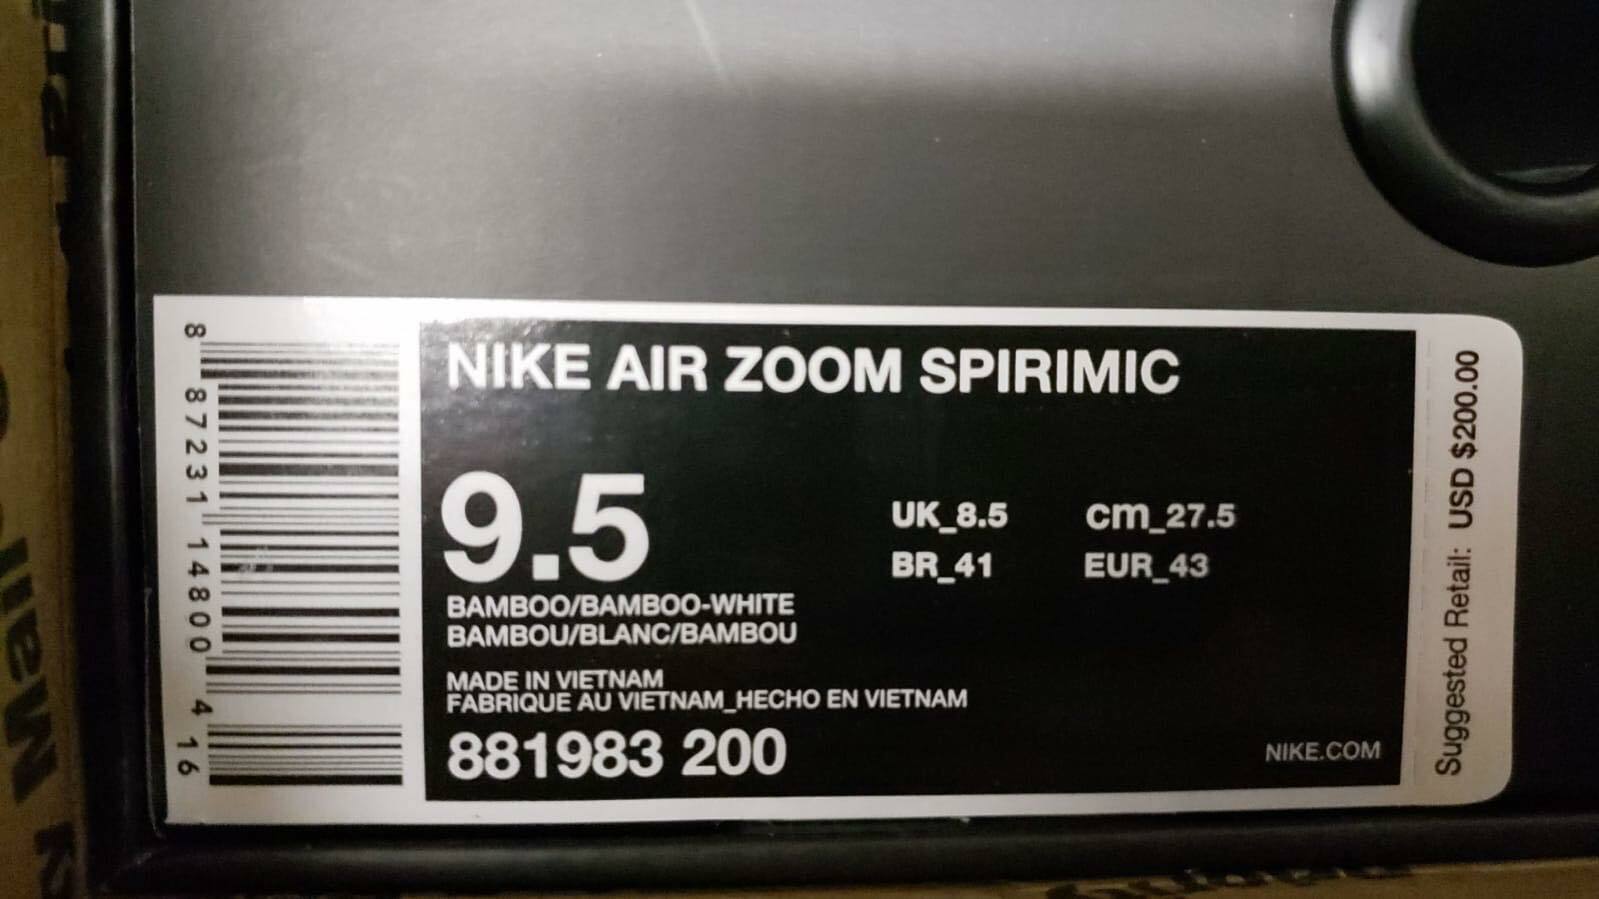 8 87231 14800 4 16
NIKE AIR ZOOM SPIRIMIC
9.5
UK_8.5 cm_27.5
BR_41 EUR_43
BAMBOO/BAMBOO-WHITE
BAMBOU/BLANC/BAMBOU
MADE IN VIETNAM
FABRIQUE AU VIETNAM_HECHO EN VIETNAM
881983 200
NIKE.COM
Suggested Retail: USD $200.00